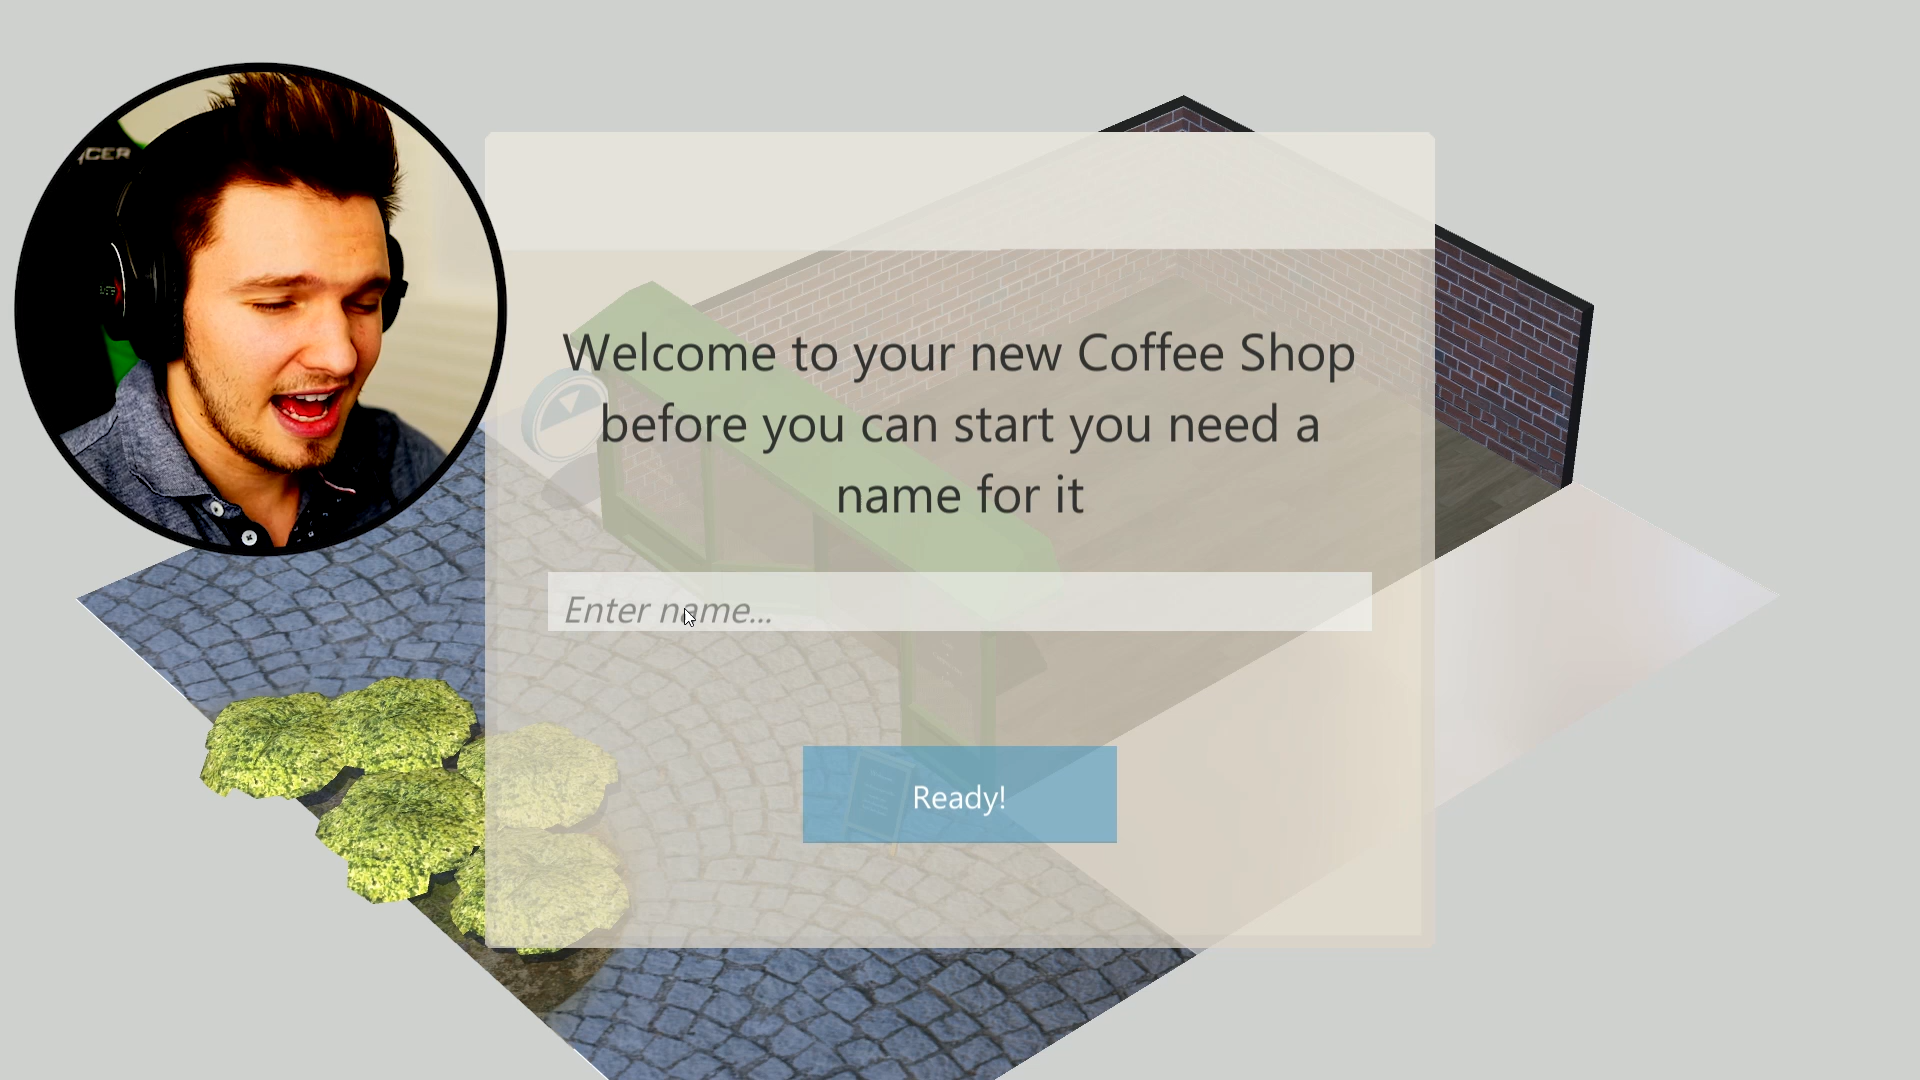 Welcome to your new Coffee Shop
before you can start you need a
name for it
Enter name...
Ready!